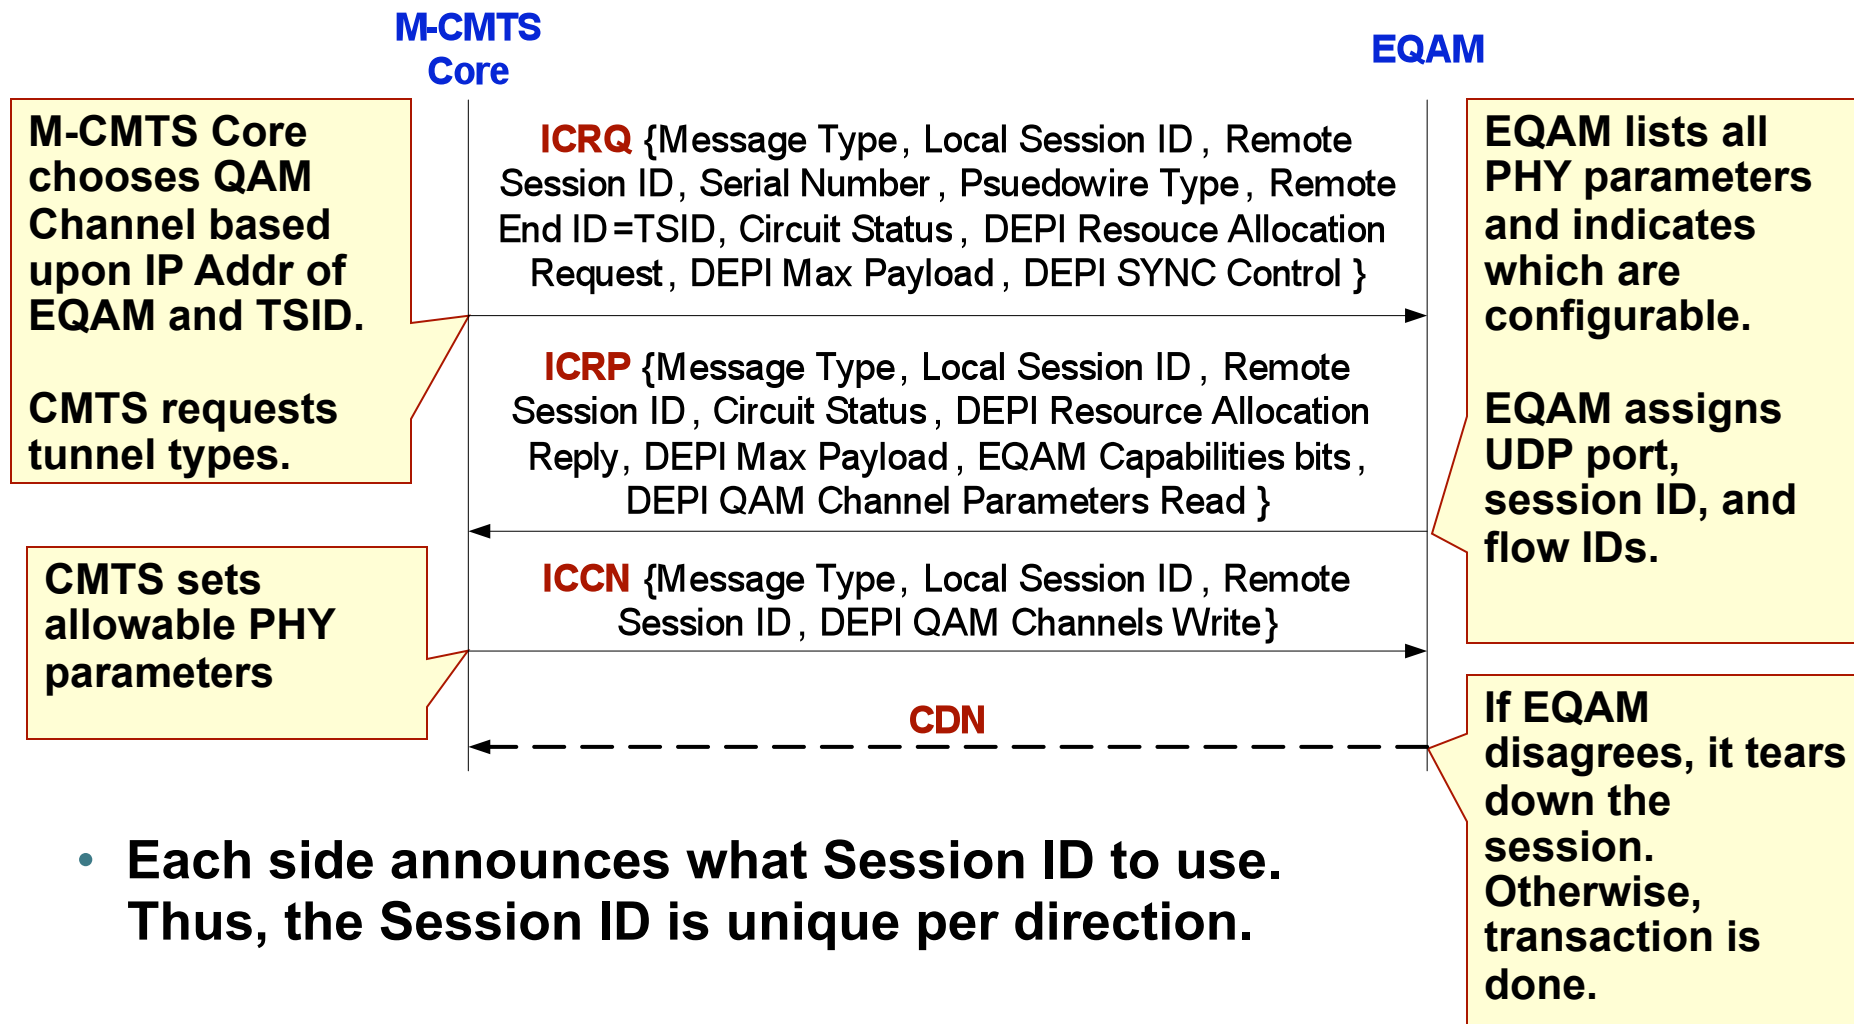 M-CMTS
Core
EQAM
M-CMTS Core
chooses QAM
Channel based
upon IP Addr of
EQAM and TSID.
CMTS requests
tunnel types.
ICRQ {Message Type, Local Session ID, Remote
Session ID, Serial Number, Psuedowire Type, Remote
End ID=TSID, Circuit Status, DEPI Resouce Allocation
Request, DEPI Max Payload, DEPI SYNC Control }
EQAM lists all
PHY parameters
and indicates
which are
configurable.
EQAM assigns
UDP port,
session ID, and
flow IDs.
ICRP {Message Type, Local Session ID, Remote
Session ID, Circuit Status, DEPI Resource Allocation
Reply, DEPI Max Payload, EQAM Capabilities bits,
DEPI QAM Channel Parameters Read }
CMTS sets
allowable PHY
parameters
ICCN {Message Type, Local Session ID, Remote
Session ID, DEPI QAM Channels Write}
CDN
If EQAM
disagrees, it tears
down the
session.
Otherwise,
transaction is
done.
• Each side announces what Session ID to use.
Thus, the Session ID is unique per direction.